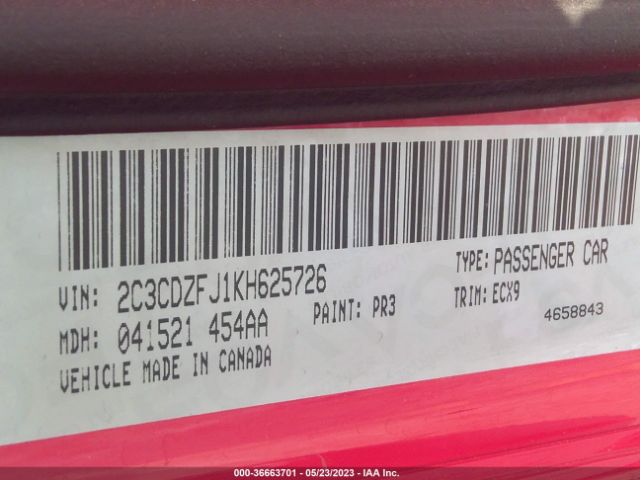 VIN: 2C3CDZFJ1KH625726
TYPE: PASSENGER CAR
MDH: 041521 454AA
PAINT: PR3
TRIM: ECX9
4658843
VEHICLE MADE IN CANADA
000-36663701 - 05/23/2023 - IAA Inc.